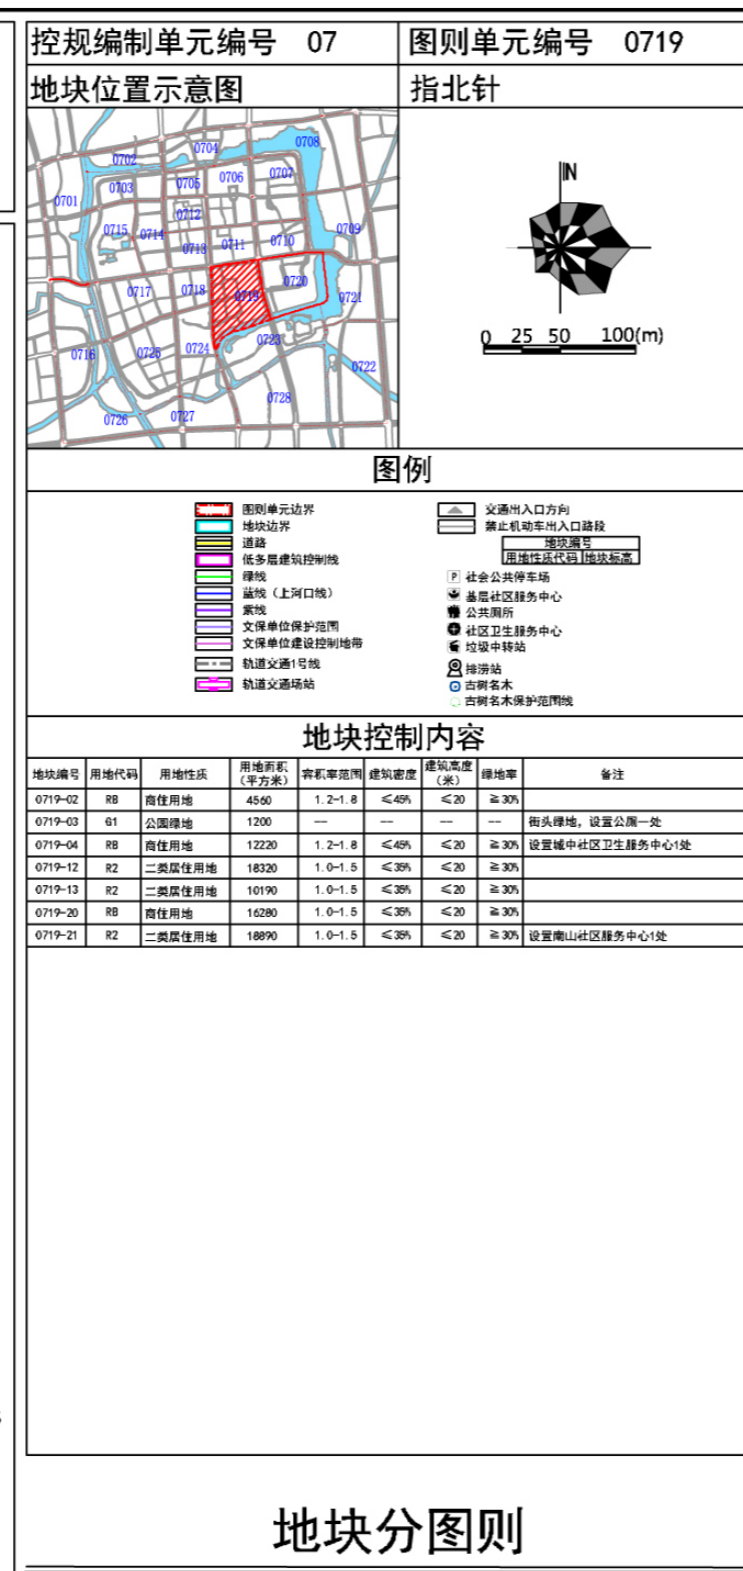 控规编制单元编号 07
图则单元编号 0719
地块位置示意图
指北针
0704
0708
0702
0703
0705
0706
0707
0701
0712
0715
0714
0709
0713
0711
0710
0717
0718
0719
0720
0721
0716
0725
0724
0723
0722
0728
0726
0727
N
0 25 50 100(m)
图例
图则单元边界
地块边界
道路
低多层建筑控制线
绿线
蓝线（上河口线）
紫线
文保单位保护范围
文保单位建设控制地带
轨道交通1号线
轨道交通场站
交通出入口方向
禁止机动车出入口路段
地块编号
用地性质代码 地块标高
P 社会公共停车场
基层社区服务中心
公共厕所
社区卫生服务中心
垃圾中转站
排涝站
古树名木
古树名木保护范围线
地块控制内容
地块编号 用地代码 用地性质 用地面积（平方米） 容积率范围 建筑密度 建筑高度（米） 绿地率 备注
0719-02 RB 商住用地 4560 1.2-1.8 ≤45% ≤20 ≥30%
0719-03 G1 公园绿地 1200 -- -- -- -- 街头绿地，设置公厕一处
0719-04 RB 商住用地 12220 1.2-1.8 ≤45% ≤20 ≥30% 设置城中社区卫生服务中心1处
0719-12 R2 二类居住用地 18320 1.0-1.5 ≤35% ≤20 ≥30%
0719-13 R2 二类居住用地 10190 1.0-1.5 ≤35% ≤20 ≥30%
0719-20 RB 商住用地 16280 1.0-1.5 ≤35% ≤20 ≥30%
0719-21 R2 二类居住用地 18890 1.0-1.5 ≤35% ≤20 ≥30% 设置南山社区服务中心1处
地块分图则